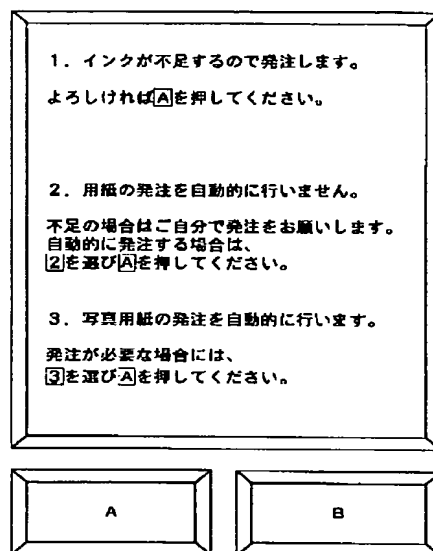 1．インクが不足するので発注します。
よろしければAを押してください。
2．用紙の発注を自動的に行いません。
不足の場合はご自分で発注をお願いします。
自動的に発注する場合は、
2を選びAを押してください。
3．写真用紙の発注を自動的に行います。
発注が必要な場合には、
3を選びAを押してください。
A
B